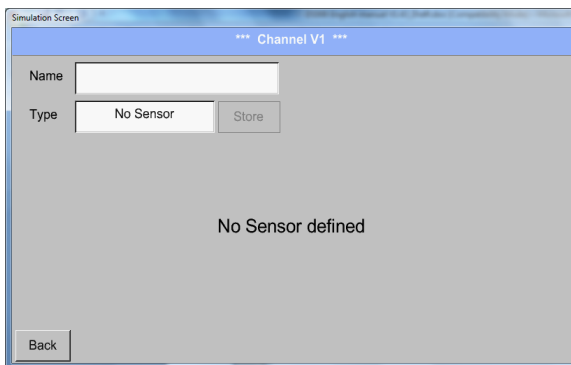 Simulation Screen
*** Channel V1 ***
Name
Type No Sensor Store
No Sensor defined
Back